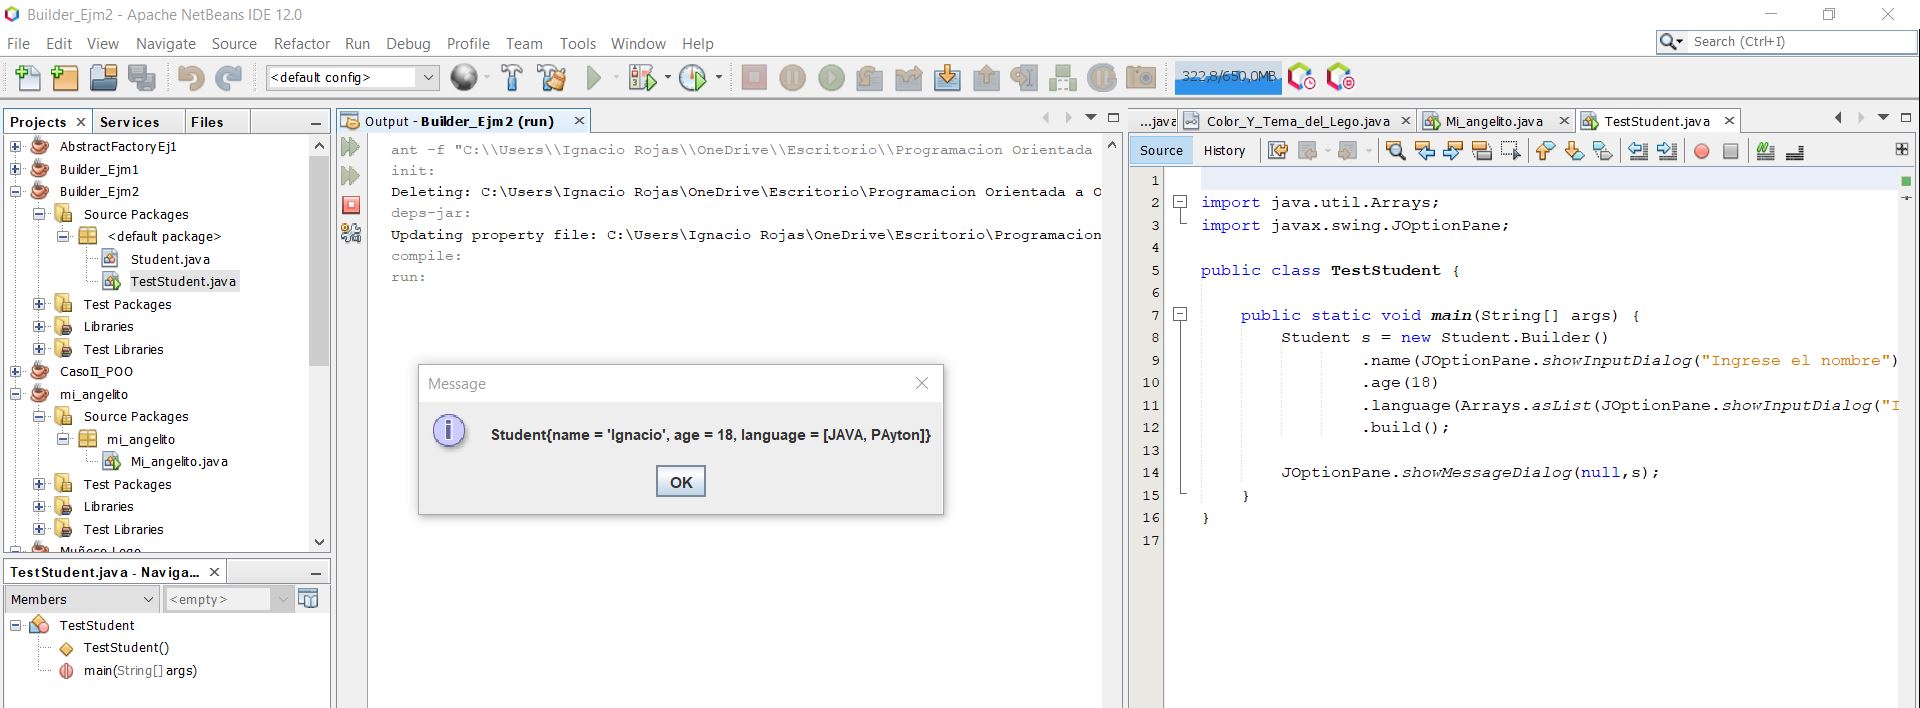 Builder_Ejm2 - Apache NetBeans IDE 12.0
File Edit View Navigate Source Refactor Run Debug Profile Team Tools Window Help
Search (Ctrl+I)
<default config>
322,8/650,0MB
Projects Services Files
AbstractFactoryEj1
Builder_Ejm1
Builder_Ejm2
Source Packages
<default package>
Student.java
TestStudent.java
Test Packages
Libraries
Test Libraries
CasoII_POO
mi_angelito
Source Packages
mi_angelito
Mi_angelito.java
Test Packages
Libraries
Test Libraries
Muñeco Lego
TestStudent.java - Naviga...
Members
<empty>
TestStudent
TestStudent()
main(String[] args)
Output - Builder_Ejm2 (run)
ant -f "C:\\Users\\Ignacio Rojas\\OneDrive\\Escritorio\\Programacion Orientada
init:
Deleting: C:\Users\Ignacio Rojas\OneDrive\Escritorio\Programacion Orientada a O
deps-jar:
Updating property file: C:\Users\Ignacio Rojas\OneDrive\Escritorio\Programacion
compile:
run:
Message
Student{name = 'Ignacio', age = 18, language = [JAVA, PAyton]}
OK
...java Color_Y_Tema_del_Lego.java Mi_angelito.java TestStudent.java
Source History
1
2 import java.util.Arrays;
3 import javax.swing.JOptionPane;
4
5 public class TestStudent {
6
7 public static void main(String[] args) {
8 Student s = new Student.Builder()
9 .name(JOptionPane.showInputDialog("Ingrese el nombre")
10 .age(18)
11 .language(Arrays.asList(JOptionPane.showInputDialog("I
12 .build();
13
14 JOptionPane.showMessageDialog(null,s);
15 }
16 }
17